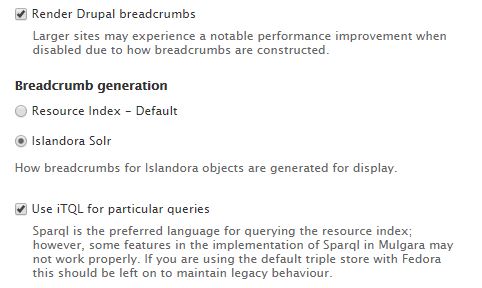 Render Drupal breadcrumbs
Larger sites may experience a notable performance improvement when
disabled due to how breadcrumbs are constructed.
Breadcrumb generation
Resource Index – Default
Islandora Solr
How breadcrumbs for Islandora objects are generated for display.
Use iTQL for particular queries
Sparql is the preferred language for querying the resource index;
however, some features in the implementation of Sparql in Mulgara may
not work properly. If you are using the default triple store with Fedora
this should be left on to maintain legacy behaviour.